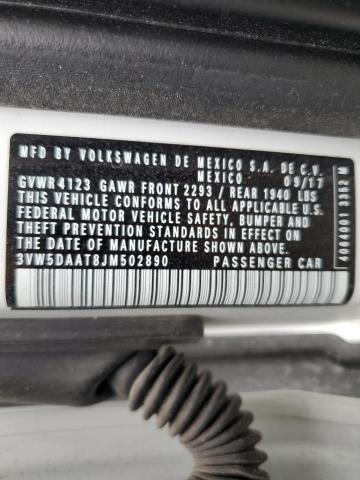 MFD BY VOLKSWAGEN DE MEXICO S.A. DE C.V.
MEXICO 09/17
GVWR 4123 GAWR FRONT 2293 / REAR 1940 LBS
THIS VEHICLE CONFORMS TO ALL APPLICABLE U.S.
FEDERAL MOTOR VEHICLE SAFETY, BUMPER AND
THEFT PREVENTION STANDARDS IN EFFECT ON
THE DATE OF MANUFACTURE SHOWN ABOVE
3VW5DAAT8JM502890 PASSENGER CAR